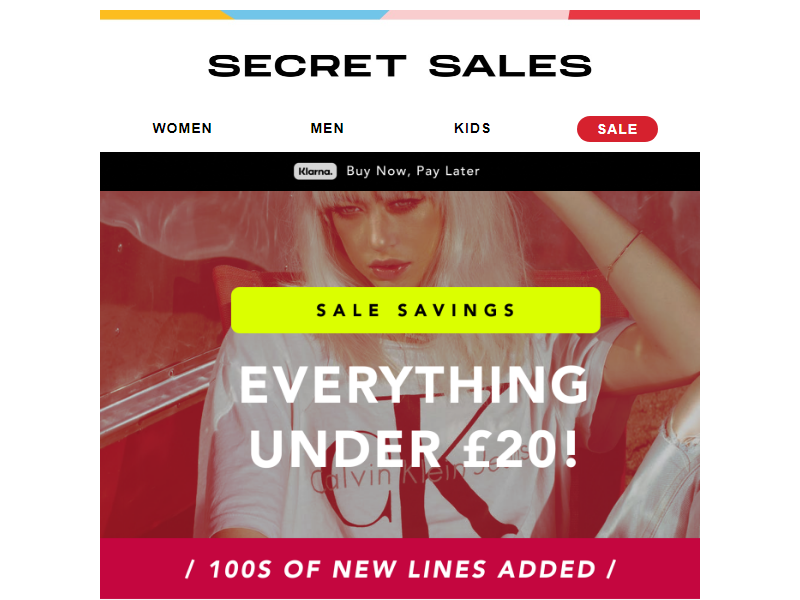 SECRET SALES
WOMEN MEN KIDS SALE
Klarna. Buy Now, Pay Later
SALE SAVINGS
EVERYTHING
UNDER £20!
CK
Calvin Klein Jeans
/ 100S OF NEW LINES ADDED /